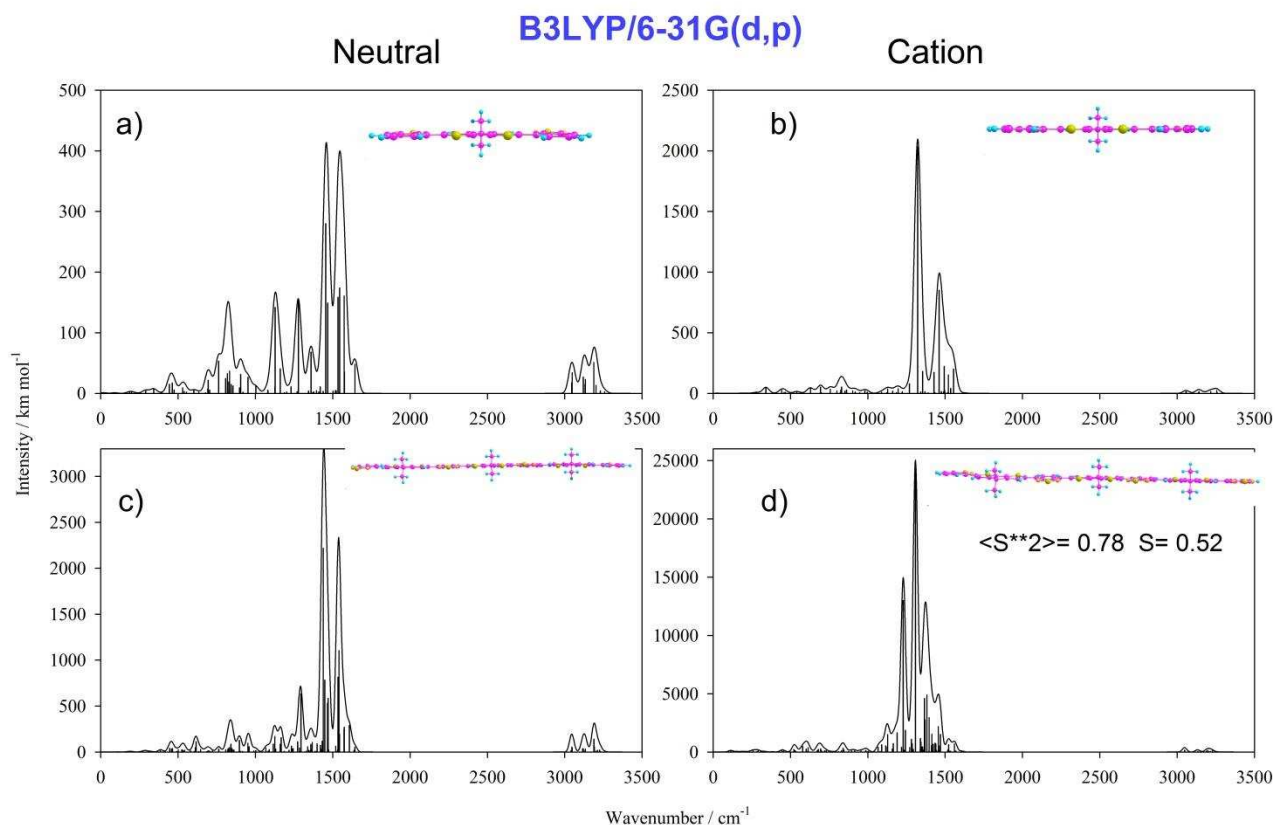 B3LYP/6-31G(d,p)
Neutral
Cation
a)
500
400
300
200
100
0
0 500 1000 1500 2000 2500 3000 3500
b)
2500
2000
1500
1000
500
0
0 500 1000 1500 2000 2500 3000 3500
Intensity / km mol⁻¹
c)
3000
2500
2000
1500
1000
500
0
0 500 1000 1500 2000 2500 3000 3500
d)
<S**2>= 0.78 S= 0.52
25000
20000
15000
10000
5000
0
0 500 1000 1500 2000 2500 3000 3500
Wavenumber / cm⁻¹